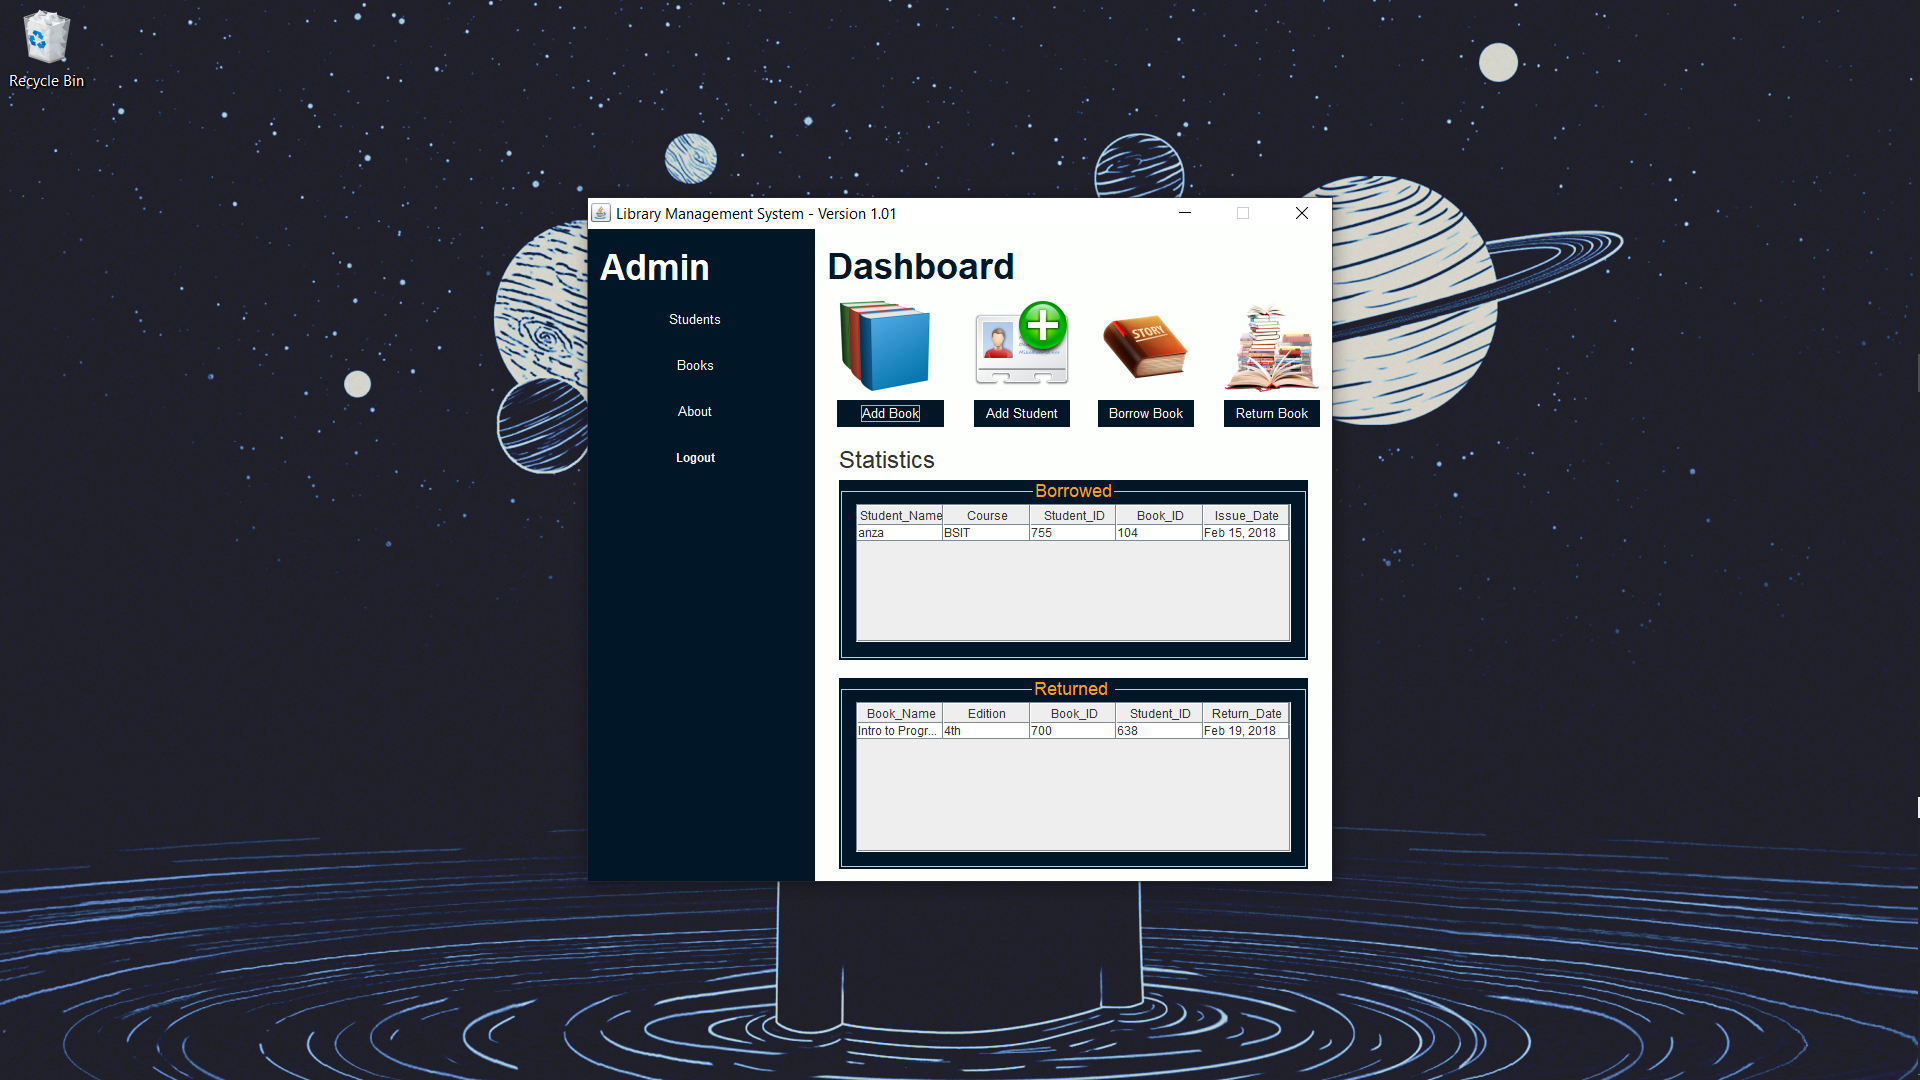 Recycle Bin
Library Management System - Version 1.01
Admin
Students
Books
About
Logout
Dashboard
STORY
Add Book
Add Student
Borrow Book
Return Book
Statistics
Borrowed
Student_Name Course Student_ID Book_ID Issue_Date
anza BSIT 755 104 Feb 15, 2018
Returned
Book_Name Edition Book_ID Student_ID Return_Date
Intro to Progr... 4th 700 638 Feb 19, 2018